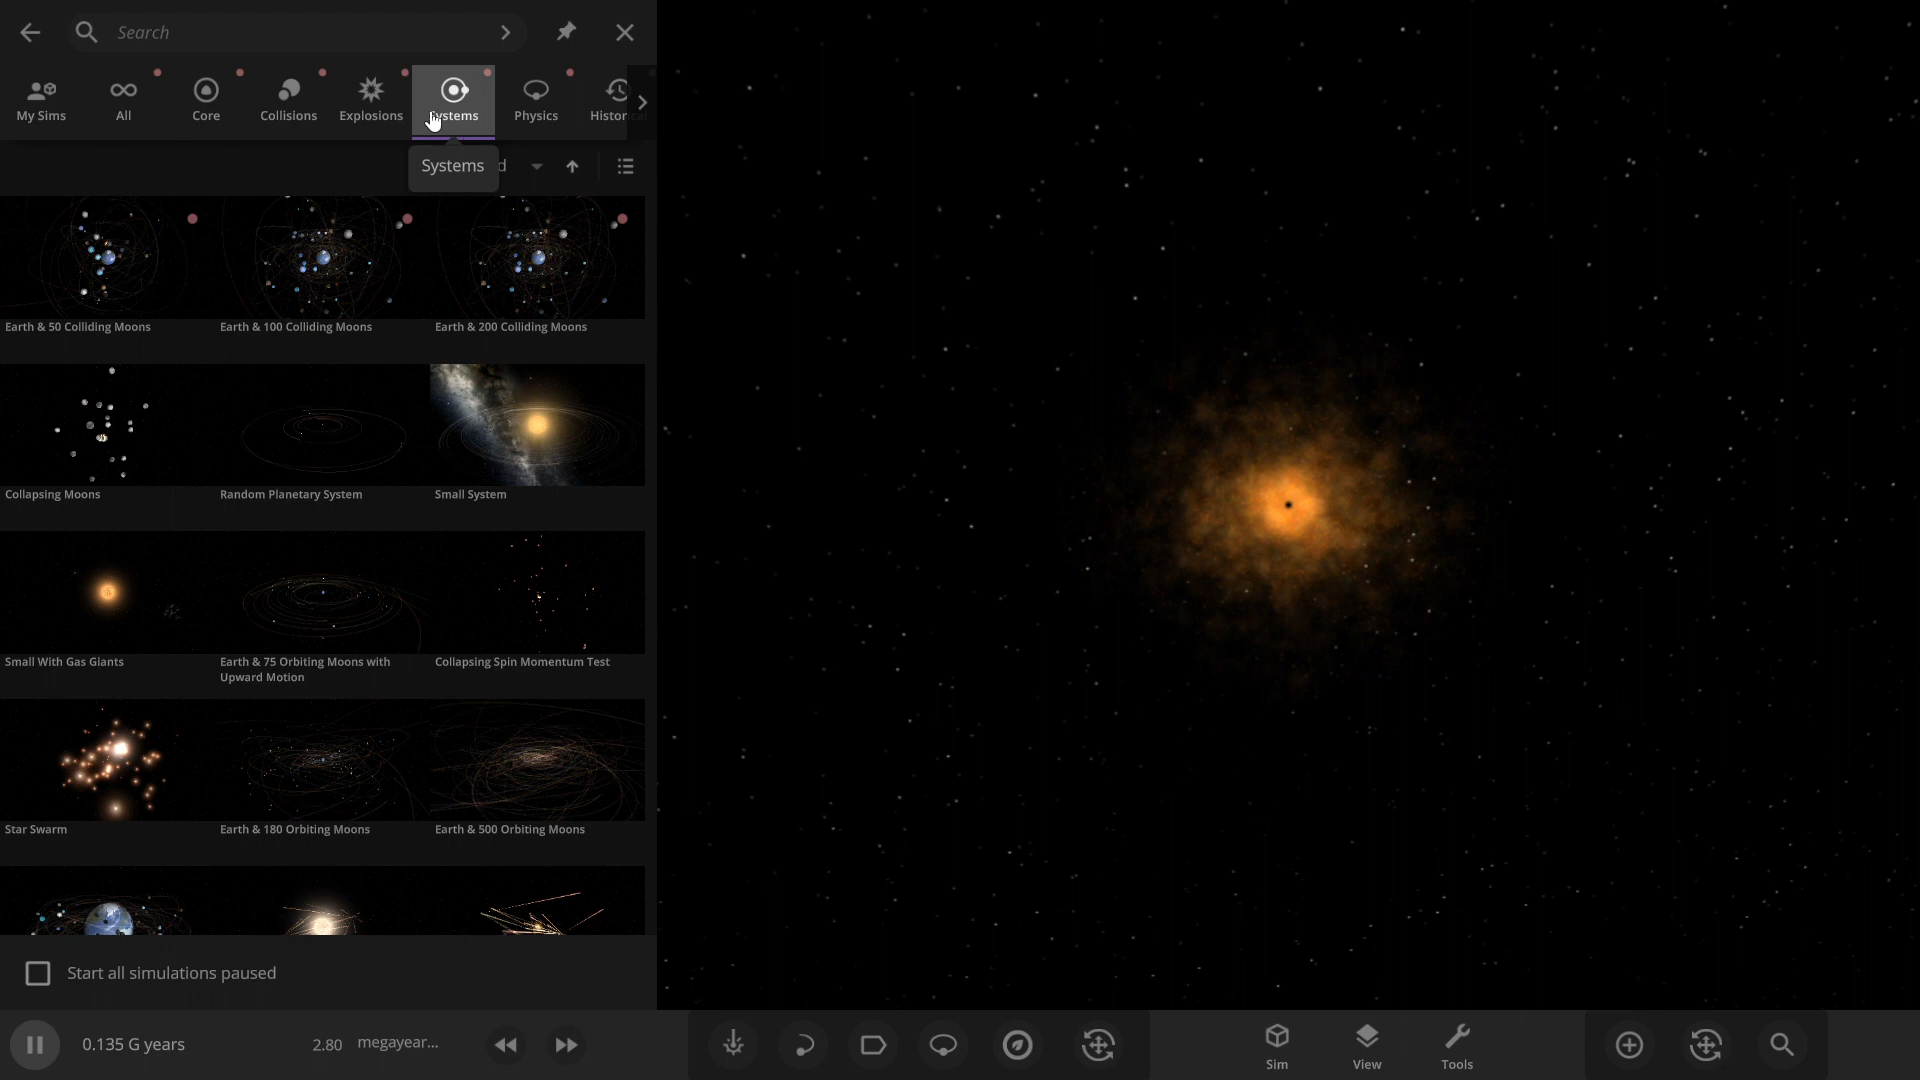 Search
My Sims
All
Core
Collisions
Explosions
Systems
Physics
Systems
Earth & 50 Colliding Moons
Earth & 100 Colliding Moons
Earth & 200 Colliding Moons
Collapsing Moons
Random Planetary System
Small System
Small With Gas Giants
Earth & 75 Orbiting Moons with
Upward Motion
Collapsing Spin Momentum Test
Star Swarm
Earth & 180 Orbiting Moons
Earth & 500 Orbiting Moons
Start all simulations paused
0.135 G years
2.80
megayear...
Sim
View
Tools